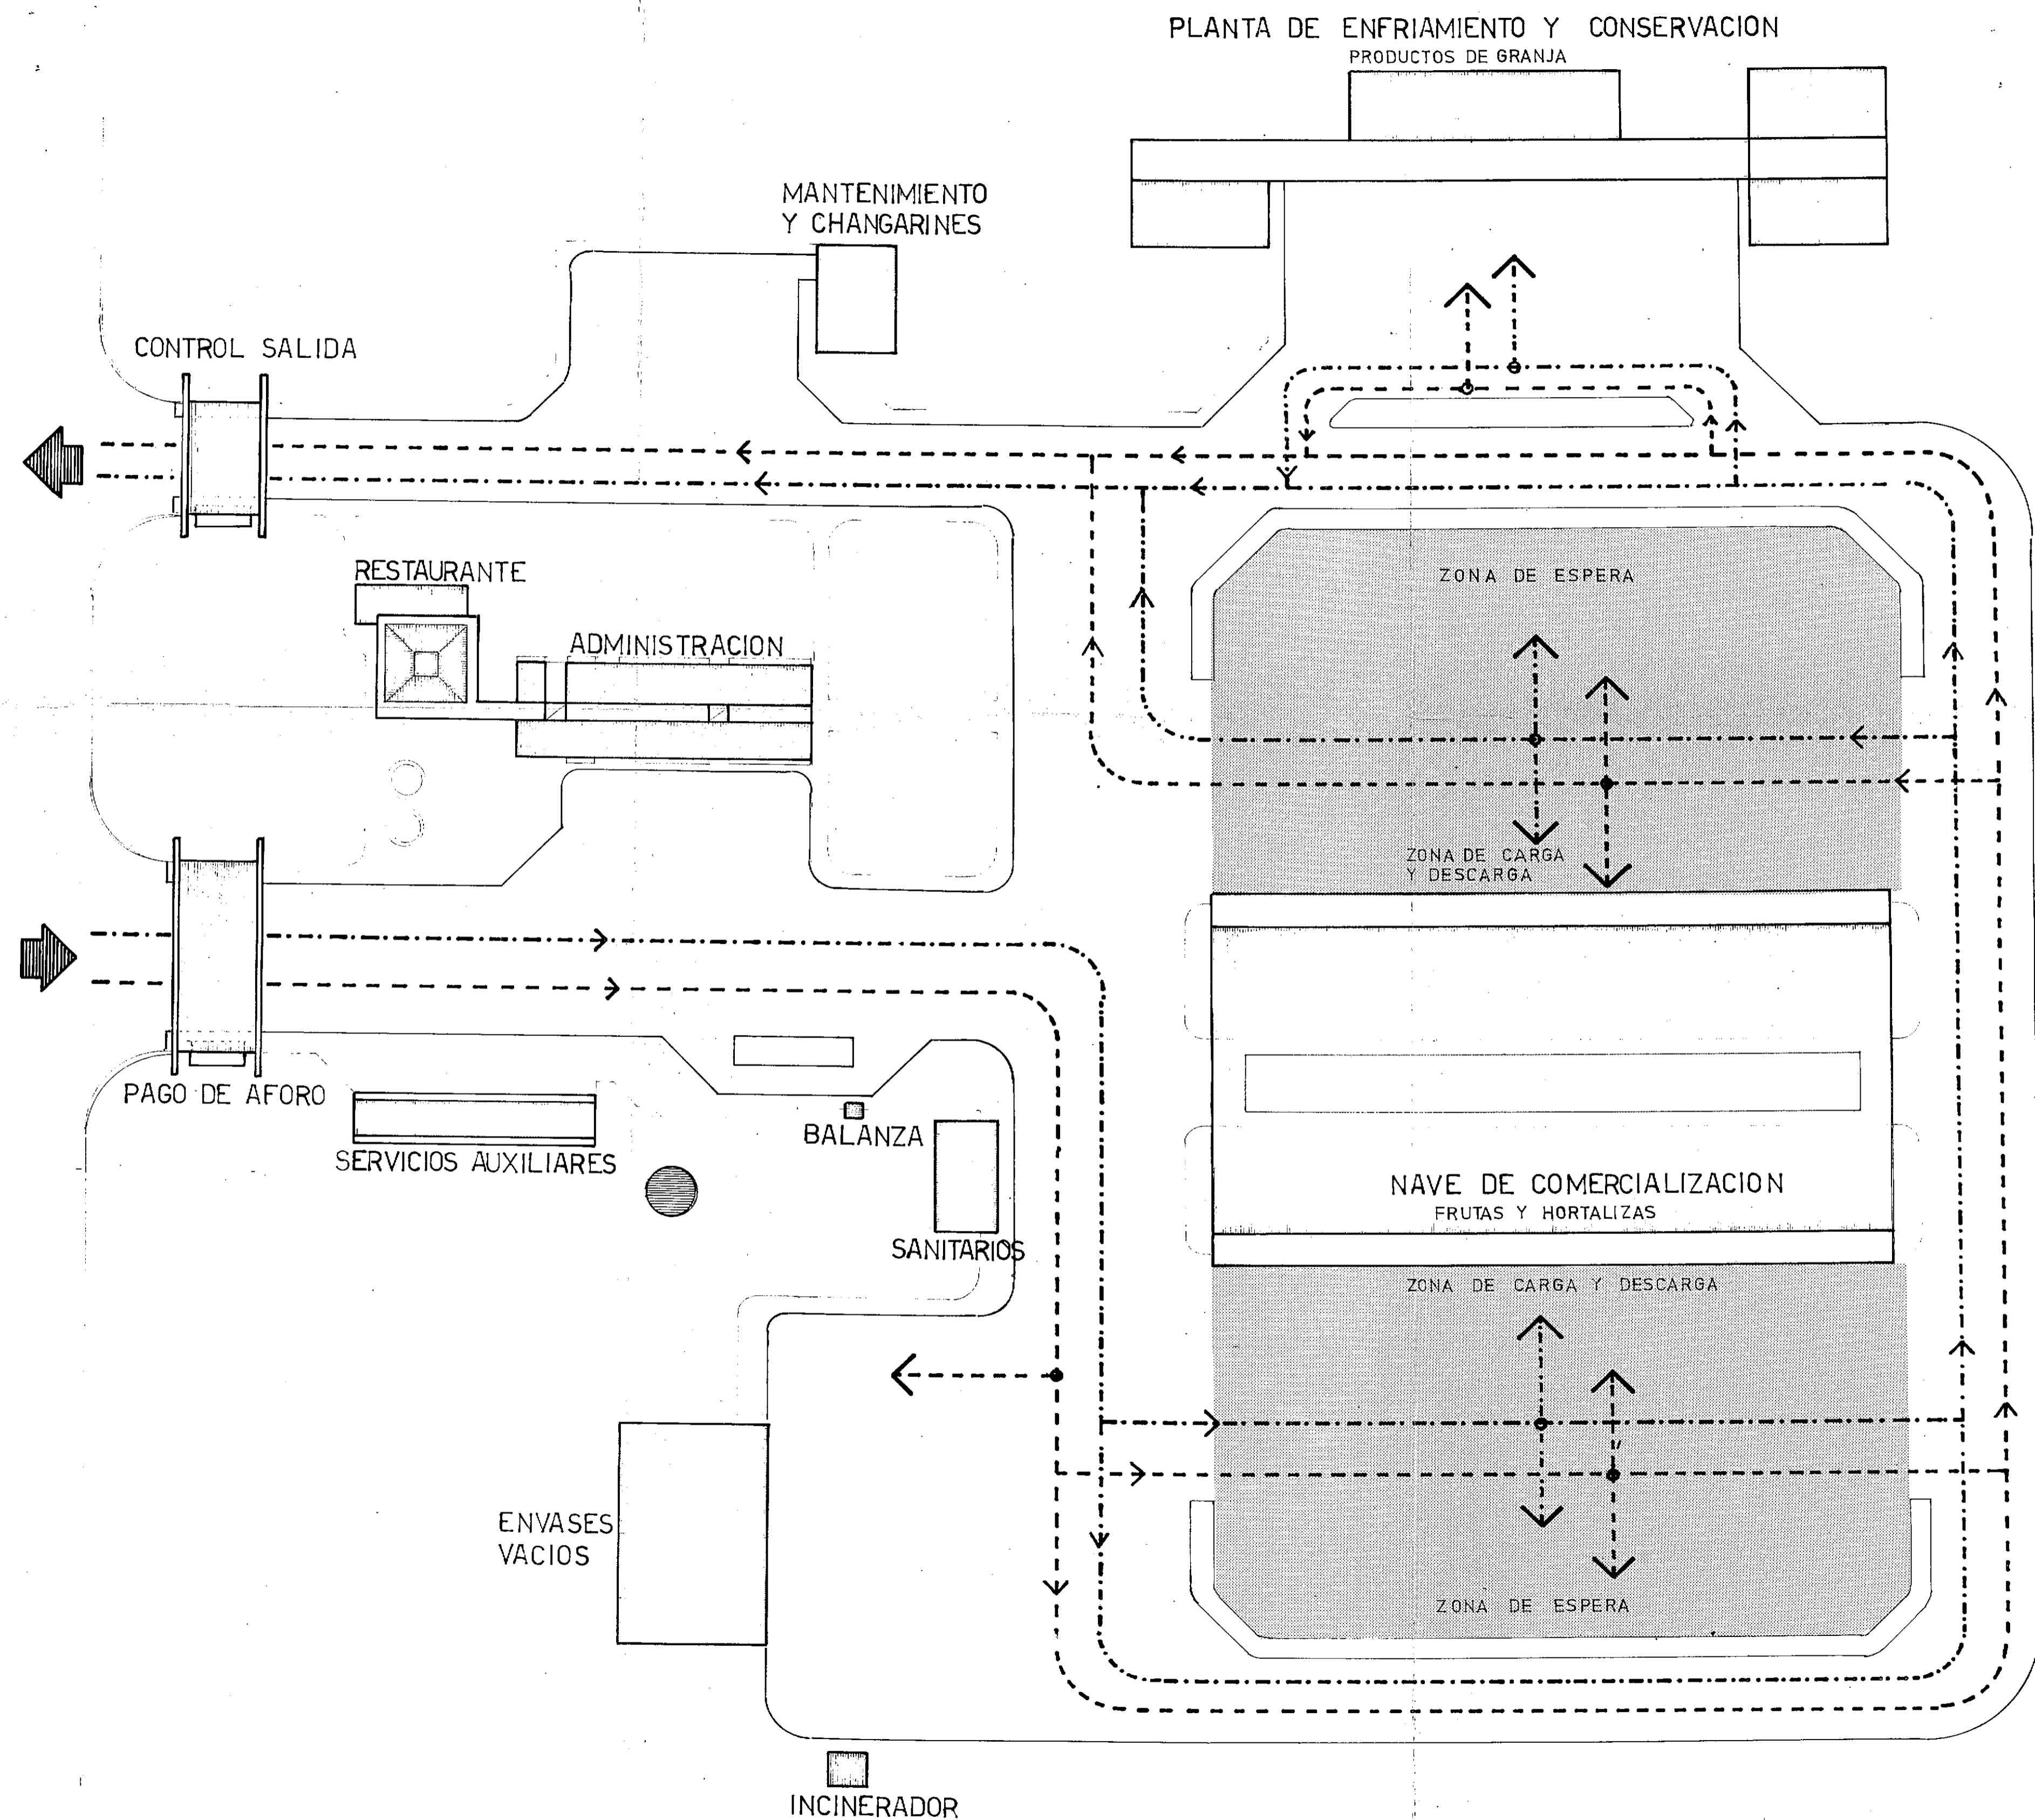 PLANTA DE ENFRIAMIENTO Y CONSERVACION
PRODUCTOS DE GRANJA
MANTENIMIENTO
Y CHANGARINES
CONTROL SALIDA
RESTAURANTE
ADMINISTRACION
ZONA DE ESPERA
ZONA DE CARGA
Y DESCARGA
PAGO DE AFORO
SERVICIOS AUXILIARES
BALANZA
SANITARIOS
NAVE DE COMERCIALIZACION
FRUTAS Y HORTALIZAS
ZONA DE CARGA Y DESCARGA
ENVASES
VACIOS
ZONA DE ESPERA
INCINERADOR